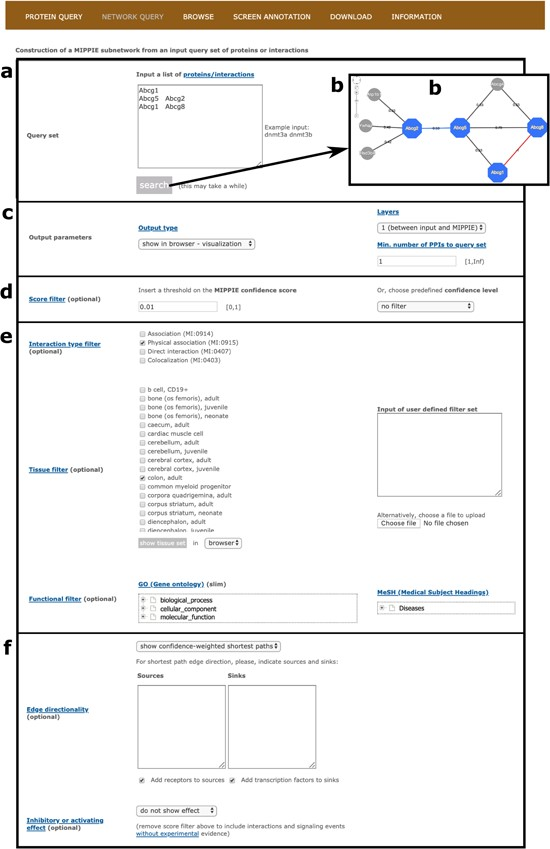 PROTEIN QUERY NETWORK QUERY BROWSE SCREEN ANNOTATION DOWNLOAD INFORMATION
Construction of a MIPPIE subnetwork from an input query set of proteins or interactions
a
Input a list of proteins/interactions
Query set
Abcg1
Abcg5 Abcg2
Abcg1 Abcg8
Example input:
dnmt3a dnmt3b
search
(this may take a while)
b
b
Abcg2
Abcg5
Abcg8
Abcg1
c
Output parameters
Output type
show in browser - visualization
Layers
1 (between input and MIPPIE)
Min. number of PPIs to query set
1
[1,Inf)
d
Score filter (optional)
Insert a threshold on the MIPPIE confidence score
0.01
[0,1]
Or, choose predefined confidence level
no filter
e
Interaction type filter
(optional)
Association (MI:0914)
Physical association (MI:0915)
Direct interaction (MI:0407)
Colocalization (MI:0403)
Tissue filter (optional)
b cell, CD19+
bone (os femoris), adult
bone (os femoris), juvenile
bone (os femoris), neonate
caecum, adult
cardiac muscle cell
cerebellum, adult
cerebellum, juvenile
cerebral cortex, adult
cerebral cortex, juvenile
colon, adult
common myeloid progenitor
corpora quadrigemina, adult
corpus striatum, adult
corpus striatum, neonate
diencephalon, adult
diencephalon, juvenile
show tissue set in browser
Input of user defined filter set
Alternatively, choose a file to upload
Choose file No file chosen
Functional filter (optional)
GO (Gene ontology) (slim)
biological_process
cellular_component
molecular_function
MeSH (Medical Subject Headings)
Diseases
f
show confidence-weighted shortest paths
For shortest path edge direction, please, indicate sources and sinks:
Sources Sinks
Edge directionality
(optional)
Add receptors to sources Add transcription factors to sinks
Inhibitory or activating
effect (optional)
do not show effect
(remove score filter above to include interactions and signaling events
without experimental evidence)